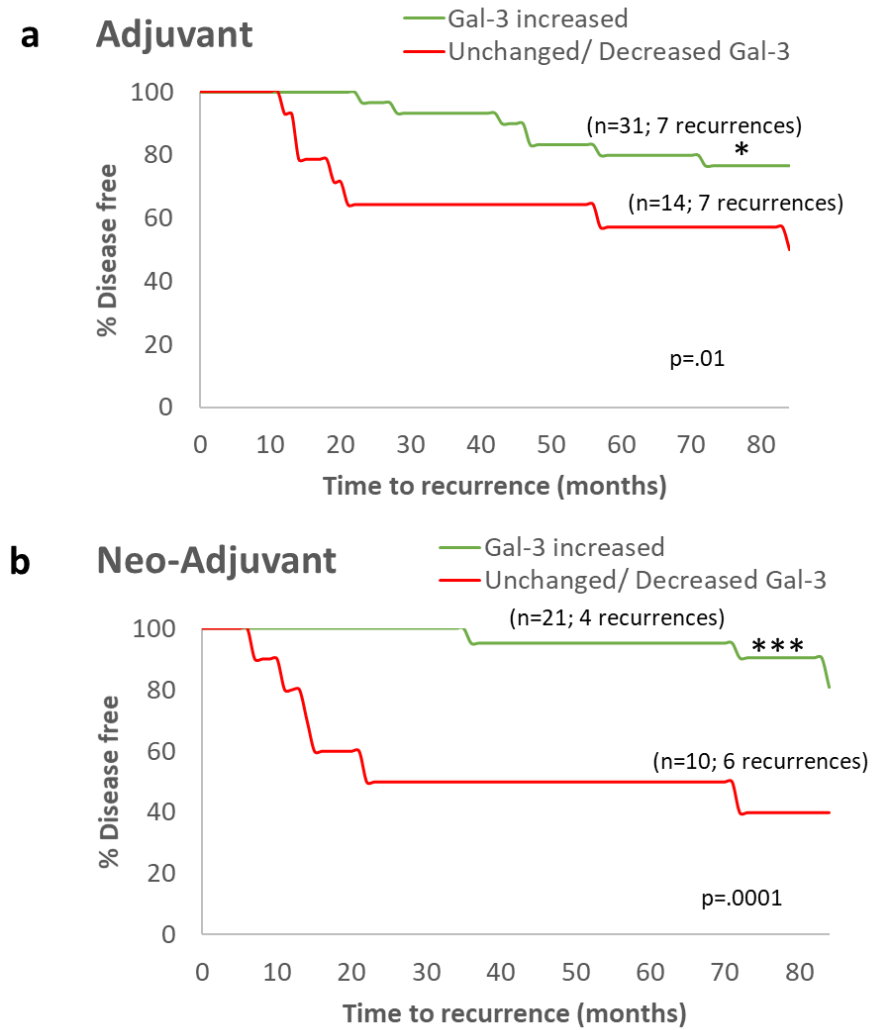 a Adjuvant
Gal-3 increased
Unchanged/ Decreased Gal-3
100
80
60
40
20
0
% Disease free
(n=31; 7 recurrences)
*
(n=14; 7 recurrences)
p=.01
0 10 20 30 40 50 60 70 80
Time to recurrence (months)
b Neo-Adjuvant
Gal-3 increased
Unchanged/ Decreased Gal-3
100
80
60
40
20
0
% Disease free
(n=21; 4 recurrences)
***
(n=10; 6 recurrences)
p=.0001
0 10 20 30 40 50 60 70 80
Time to recurrence (months)